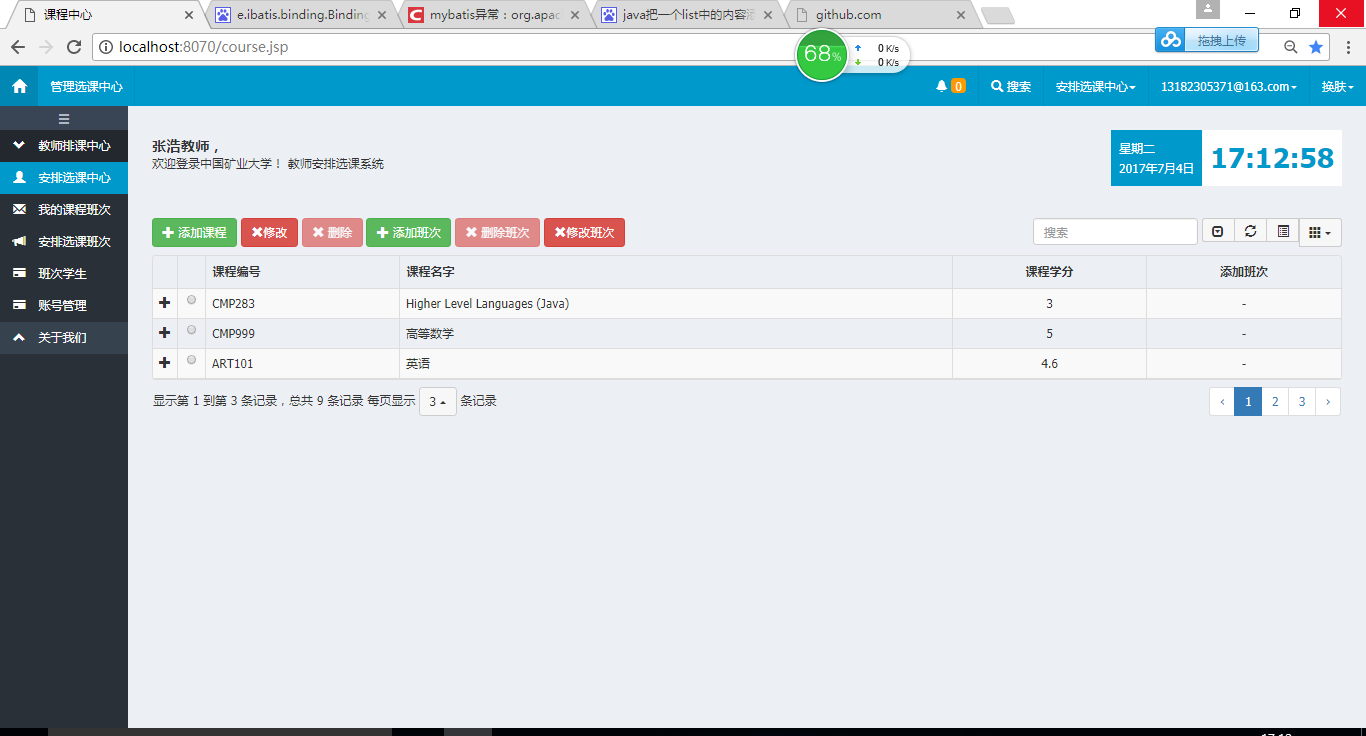 课程中心
e.ibatis.binding.Binding
mybatis异常：org.apac
java把一个list中的内容添
github.com
localhost:8070/course.jsp
68%
0 K/s
0 K/s
拖拽上传
管理选课中心
0
搜索
安排选课中心
13182305371@163.com
换肤
教师排课中心
安排选课中心
我的课程班次
安排选课班次
班次学生
账号管理
关于我们
张浩教师，
欢迎登录中国矿业大学！ 教师安排选课系统
星期二
2017年7月4日
17:12:58
添加课程
修改
删除
添加班次
删除班次
修改班次
搜索
课程编号 课程名字 课程学分 添加班次
CMP283 Higher Level Languages (Java) 3 -
CMP999 高等数学 5 -
ART101 英语 4.6 -
显示第 1 到第 3 条记录，总共 9 条记录 每页显示 3 条记录
‹ 1 2 3 ›